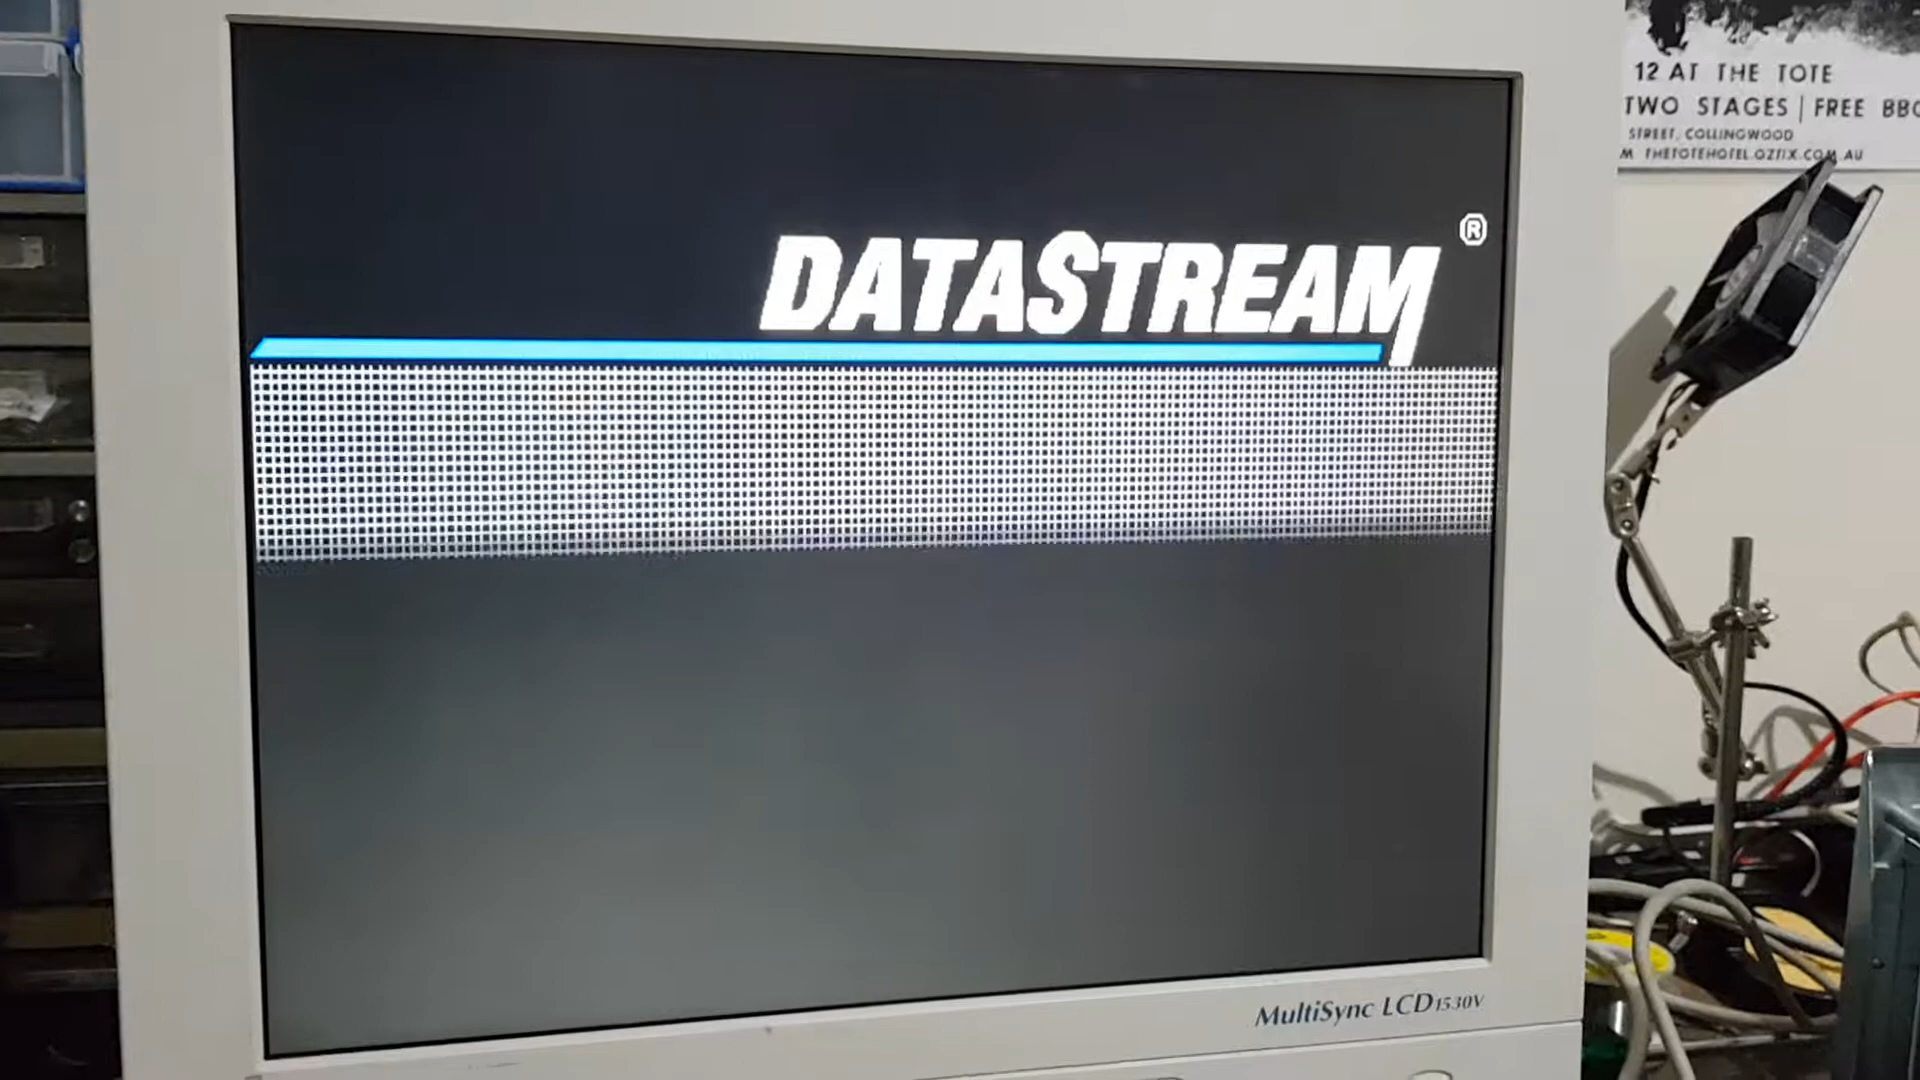 12 AT THE TOTE
TWO STAGES | FREE BBQ
STREET, COLLINGWOOD
M THETOTEHOTEL.OZTIX.COM.AU
DATASTREAM®
MultiSync LCD1530V